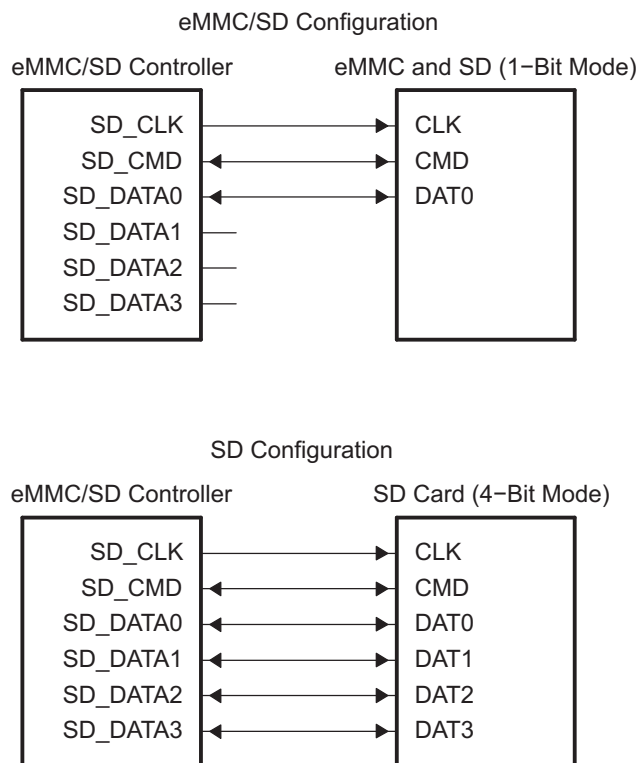 eMMC/SD Configuration
eMMC/SD Controller eMMC and SD (1−Bit Mode)
SD_CLK CLK
SD_CMD CMD
SD_DATA0 DAT0
SD_DATA1
SD_DATA2
SD_DATA3
SD Configuration
eMMC/SD Controller SD Card (4−Bit Mode)
SD_CLK CLK
SD_CMD CMD
SD_DATA0 DAT0
SD_DATA1 DAT1
SD_DATA2 DAT2
SD_DATA3 DAT3